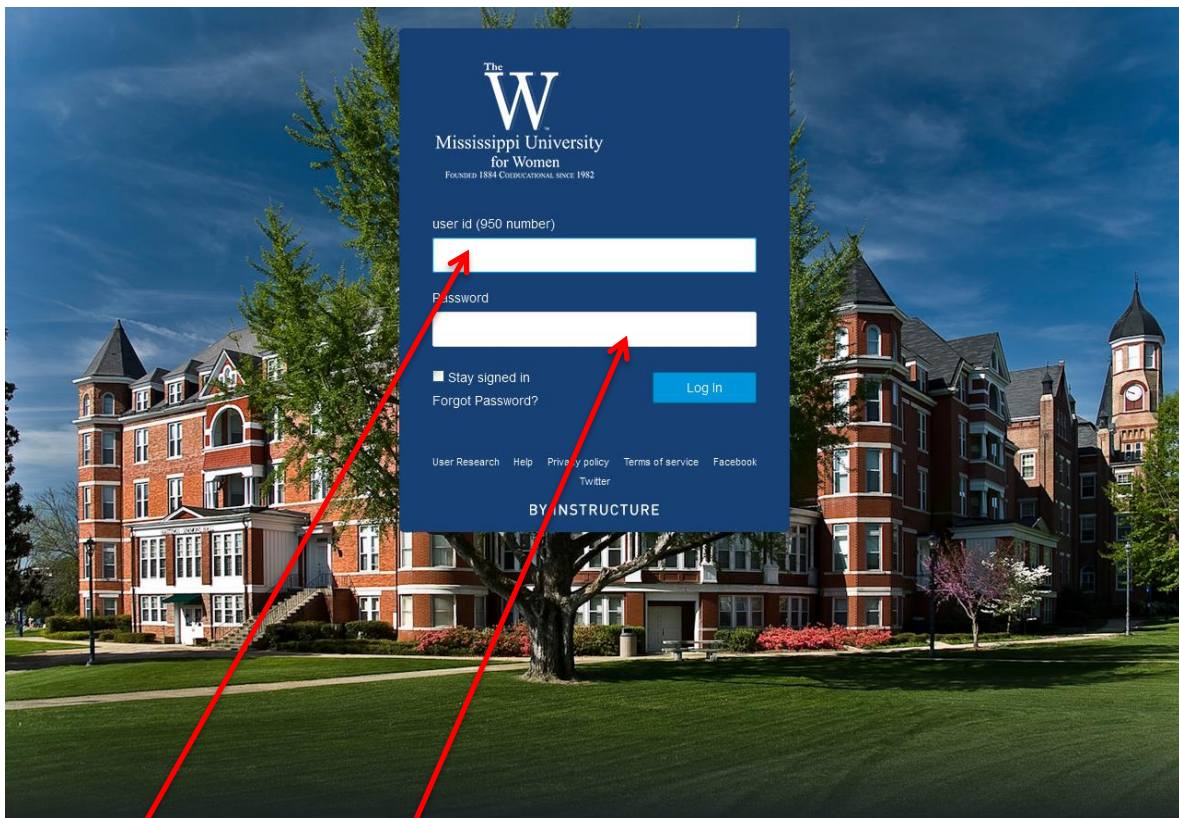 The
W
Mississippi University
for Women
FOUNDED 1884 COEDUCATIONAL SINCE 1982
user id (950 number)
Password
Stay signed in
Log In
Forgot Password?
User Research Help Privacy policy Terms of service Facebook
Twitter
BY INSTRUCTURE